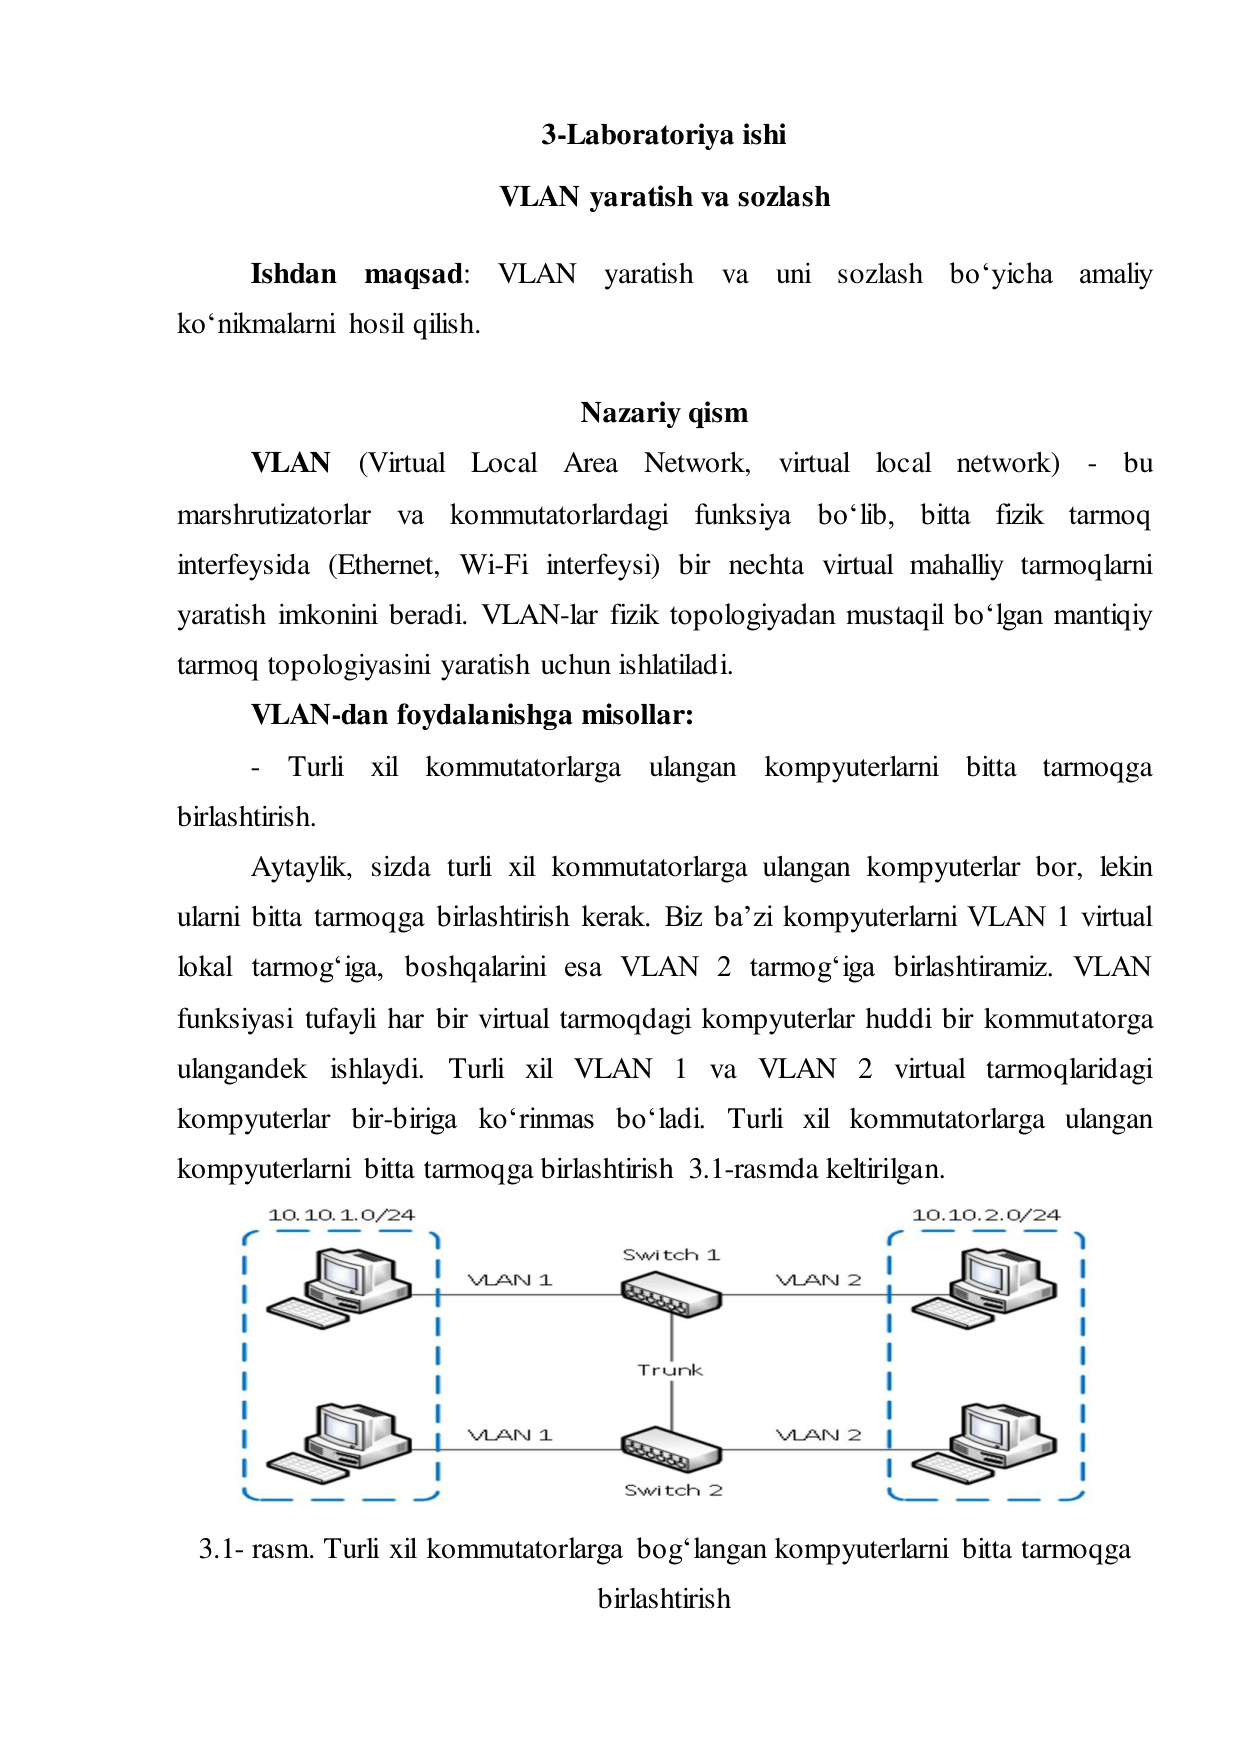 3-Laboratoriya ishi
VLAN yaratish va sozlash
Ishdan maqsad: VLAN yaratish va uni sozlash bo‘yicha amaliy
ko‘nikmalarni hosil qilish.
Nazariy qism
VLAN (Virtual Local Area Network, virtual local network) - bu
marshrutizatorlar va kommutatorlardagi funksiya bo‘lib, bitta fizik tarmoq
interfeysida (Ethernet, Wi-Fi interfeysi) bir nechta virtual mahalliy tarmoqlarni
yaratish imkonini beradi. VLAN-lar fizik topologiyadan mustaqil bo‘lgan mantiqiy
tarmoq topologiyasini yaratish uchun ishlatiladi.
VLAN-dan foydalanishga misollar:
- Turli xil kommutatorlarga ulangan kompyuterlarni bitta tarmoqga
birlashtirish.
Aytaylik, sizda turli xil kommutatorlarga ulangan kompyuterlar bor, lekin
ularni bitta tarmoqga birlashtirish kerak. Biz ba’zi kompyuterlarni VLAN 1 virtual
lokal tarmog‘iga, boshqalarini esa VLAN 2 tarmog‘iga birlashtiramiz. VLAN
funksiyasi tufayli har bir virtual tarmoqdagi kompyuterlar huddi bir kommutatorga
ulangandek ishlaydi. Turli xil VLAN 1 va VLAN 2 virtual tarmoqlaridagi
kompyuterlar bir-biriga ko‘rinmas bo‘ladi. Turli xil kommutatorlarga ulangan
kompyuterlarni bitta tarmoqga birlashtirish 3.1-rasmda keltirilgan.
10.10.1.0/24
10.10.2.0/24
Switch 1
VLAN 1
VLAN 2
Trunk
VLAN 1
VLAN 2
Switch 2
3.1- rasm. Turli xil kommutatorlarga bog‘langan kompyuterlarni bitta tarmoqga
birlashtirish